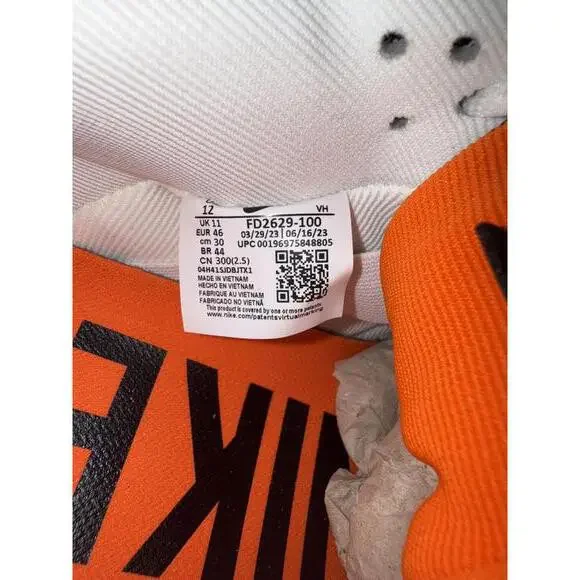 12 VH
UK 11 FD2629-100
EUR 46 03/29/23 | 06/16/23
cm 30 UPC 00196975848805
BR 44
CN 300(2.5)
04H41SJDBJTX1
MADE IN VIETNAM
HECHO EN VIETNAM
FABRIQUE AU VIETNAM
FABRICADO NO VIETNÃ
This product is covered by one or more patents
www.nike.com/patentsvirtualmarking
NIKE